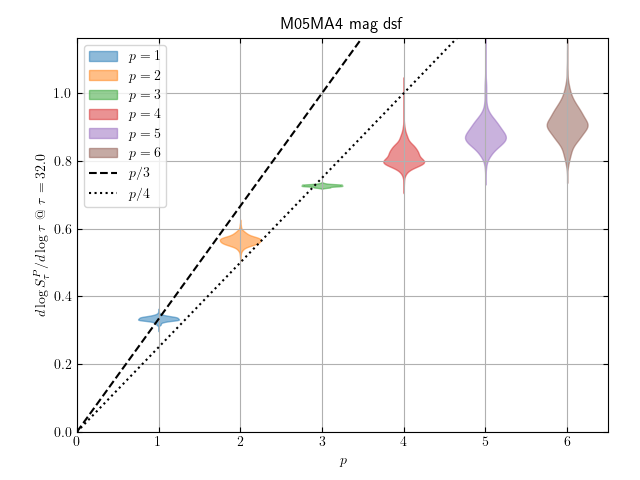 M05MA4 mag dsf
d log S_τ^P / d log τ @ τ = 32.0
1.0
0.8
0.6
0.4
0.2
0.0
p = 1
p = 2
p = 3
p = 4
p = 5
p = 6
p/3
p/4
0 1 2 3 4 5 6
p